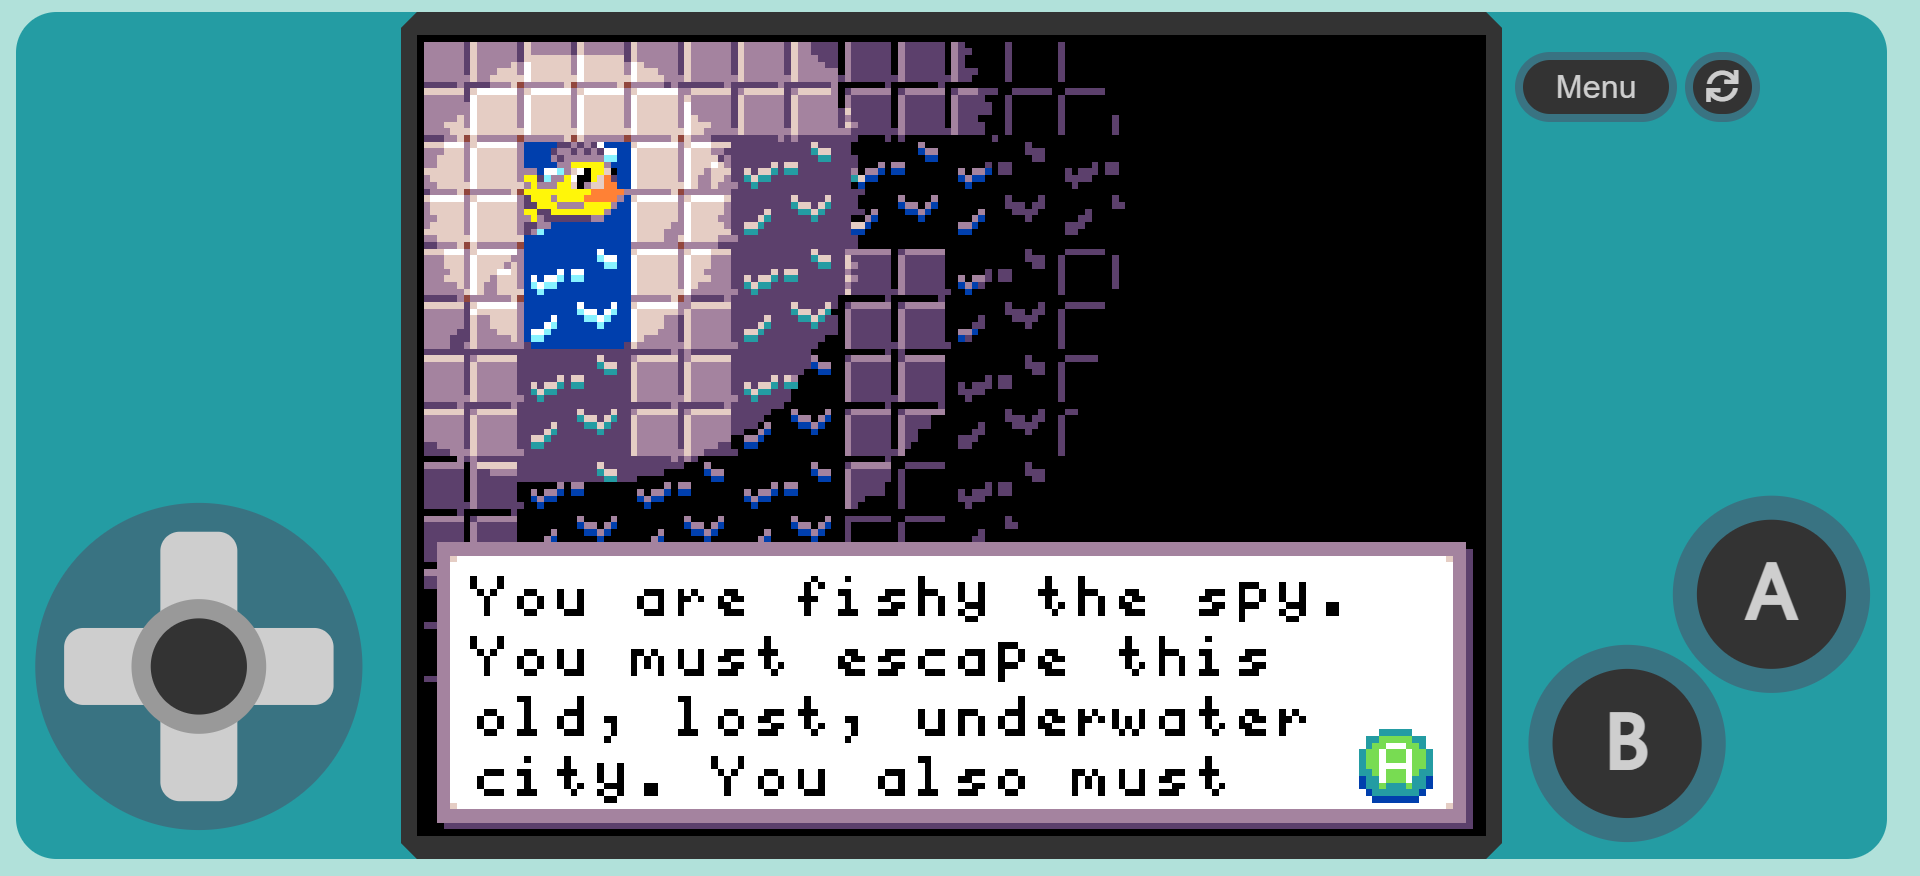 Menu
You are fishy the spy.
You must escape this
old, lost, underwater
city. You also must
A
A
B